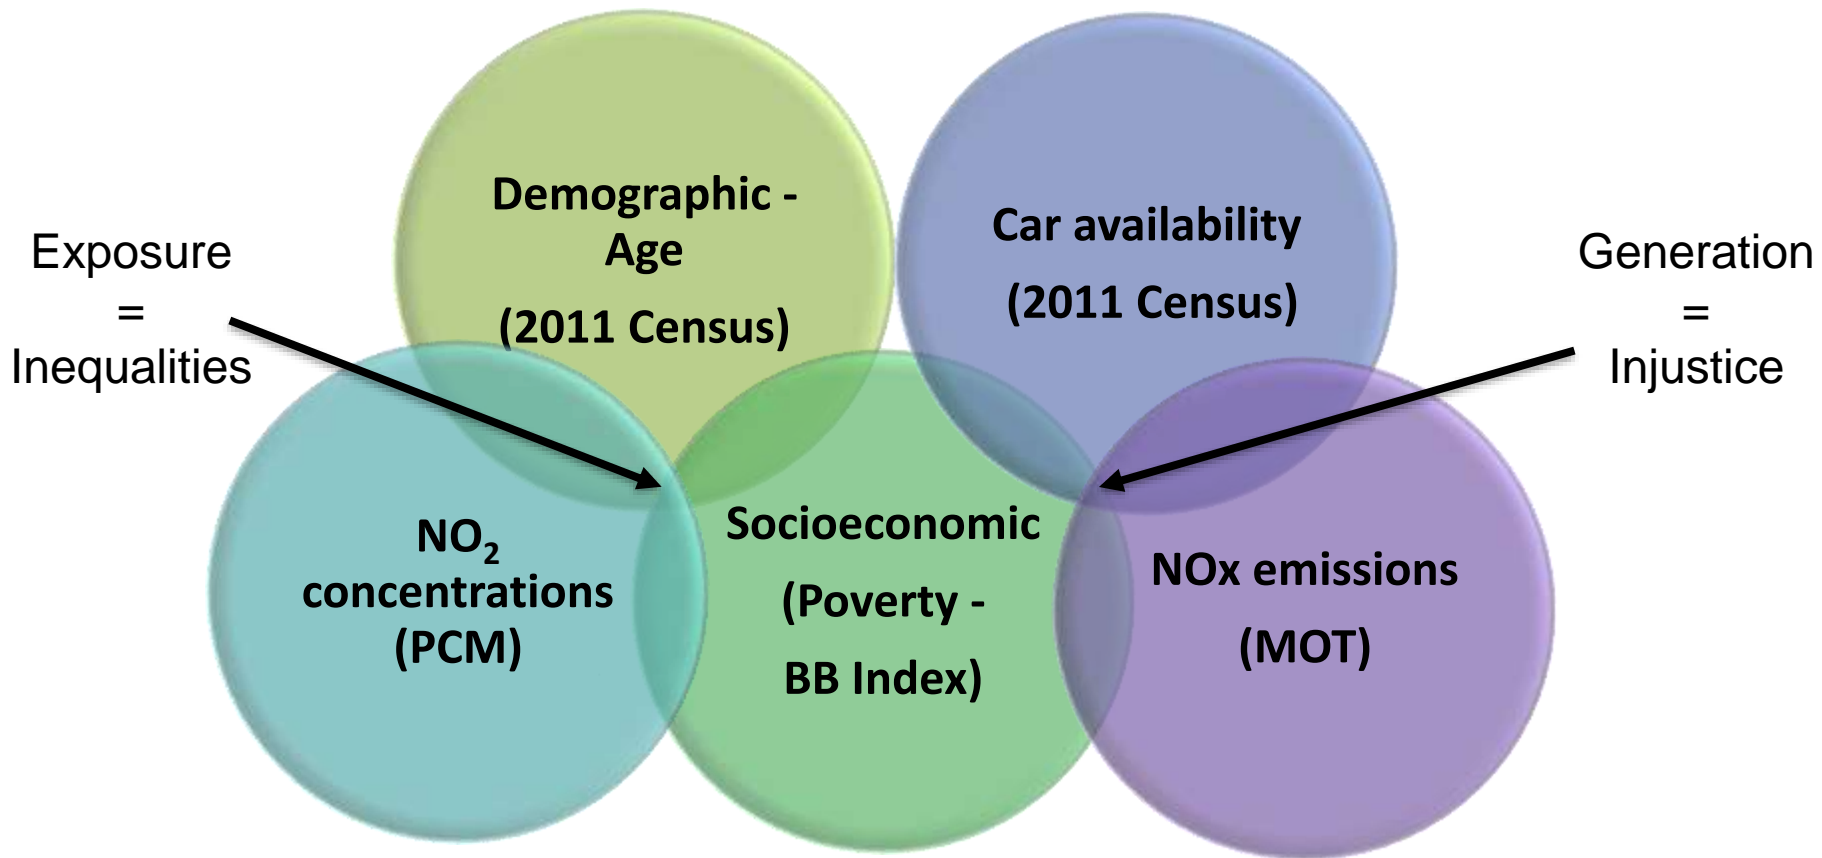 Exposure
=
Inequalities
Demographic -
Age
(2011 Census)
Car availability
(2011 Census)
Generation
=
Injustice
NO₂
concentrations
(PCM)
Socioeconomic
(Poverty -
BB Index)
NOx emissions
(MOT)